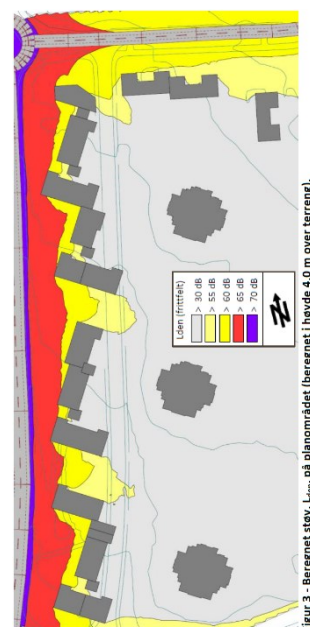 Lden (frittfelt)
> 30 dB
> 55 dB
> 60 dB
> 65 dB
> 70 dB
N
igur 3 - Beregnet støy, Lden, på planområdet (beregnet i høyde 4,0 m over terreng).